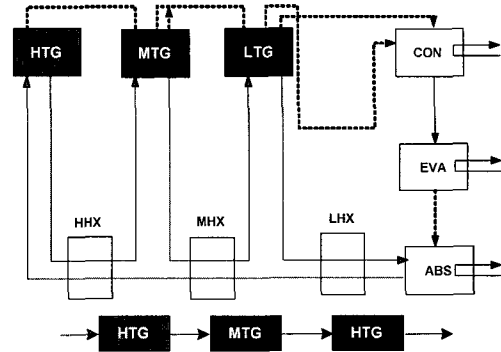 HTG MTG LTG CON
EVA
HHX MHX LHX
ABS
HTG MTG HTG